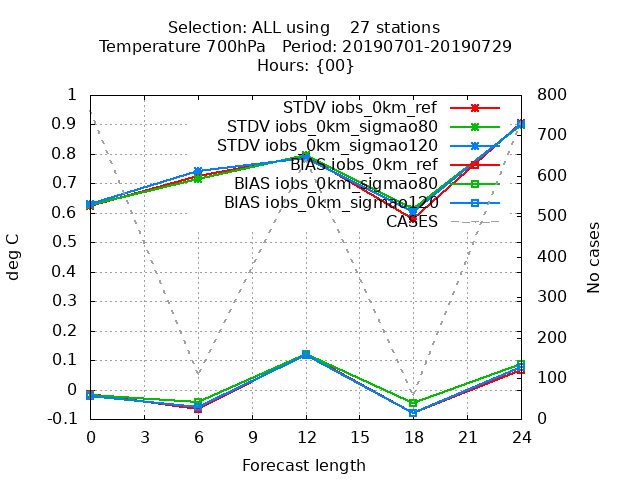 Selection: ALL using    27 stations
Temperature 700hPa   Period: 20190701-20190729
Hours: {00}
STDV iobs_0km_ref
STDV iobs_0km_sigmao80
STDV iobs_0km_sigmao120
BIAS iobs_0km_ref
BIAS iobs_0km_sigmao80
BIAS iobs_0km_sigmao120
CASES
deg C
1
0.9
0.8
0.7
0.6
0.5
0.4
0.3
0.2
0.1
0
-0.1
800
700
600
500
400
300
200
100
0
No cases
0 3 6 9 12 15 18 21 24
Forecast length